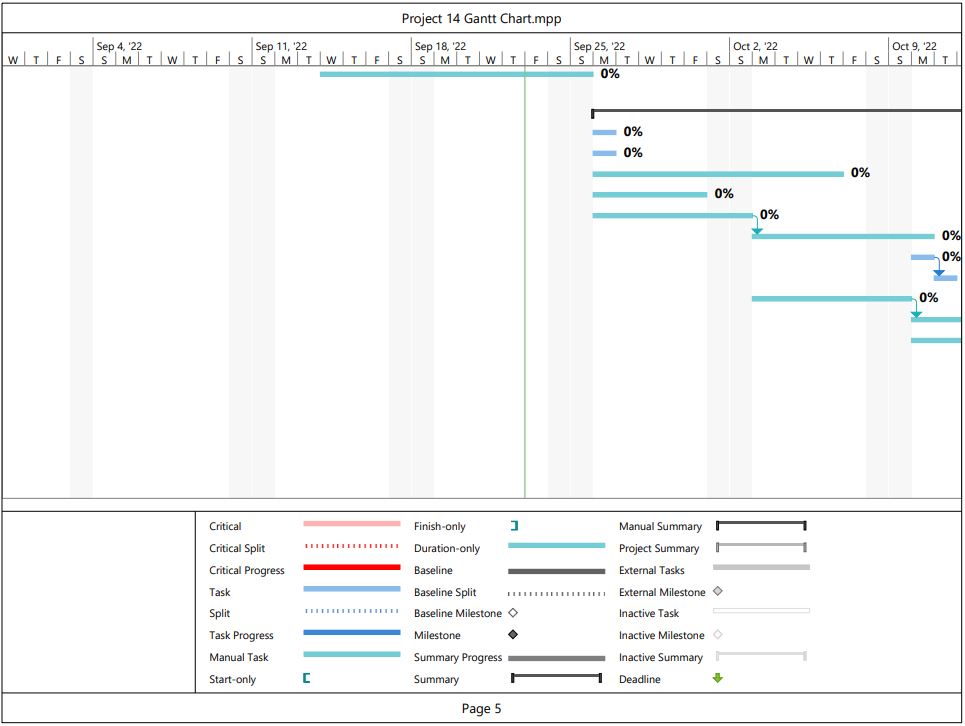 Project 14 Gantt Chart.mpp
Sep 4, '22 Sep 11, '22 Sep 18, '22 Sep 25, '22 Oct 2, '22 Oct 9, '22
W T F S S M T W T F S S M T W T F S S M T W T F S S M T W T F S S M T W T F S S M T
0%
0%
0%
0%
0%
0%
0%
0%
0%
Critical Finish-only Manual Summary
Critical Split Duration-only Project Summary
Critical Progress Baseline External Tasks
Task Baseline Split External Milestone
Split Baseline Milestone Inactive Task
Task Progress Milestone Inactive Milestone
Manual Task Summary Progress Inactive Summary
Start-only Summary Deadline
Page 5